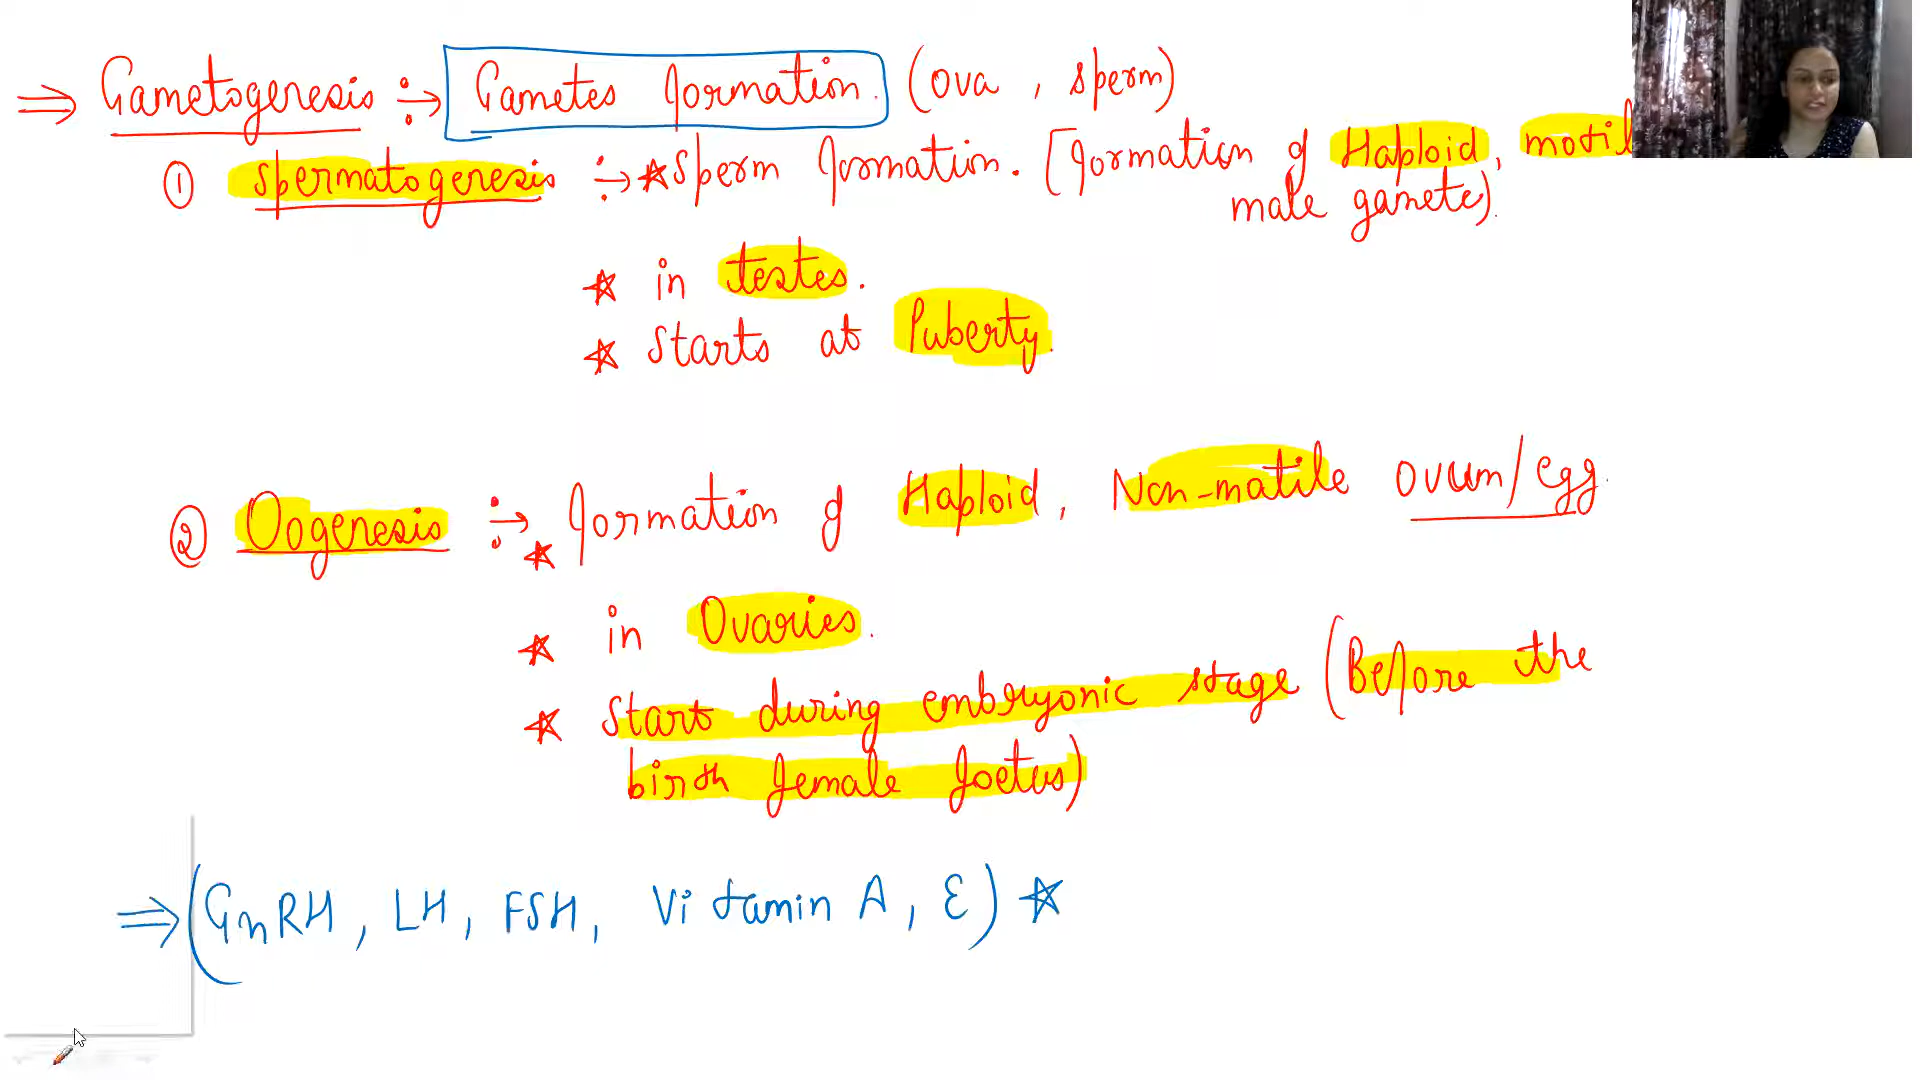 ⇒ Gametogenesis ÷→ Gametes formation. (ova , sperm)
① Spermatogenesis ÷→ ★ Sperm formation. [formation of Haploid, motil
male gamete).
★ in testes.
★ Starts at Puberty.
② Oogenesis ÷→ formation of Haploid, Non-matile ovum/egg.
★
★ in Ovaries.
★ Start during embryonic stage (Before the
birth female foetus)
⇒ (GnRH, LH, FSH, Vitamin A, E) ★